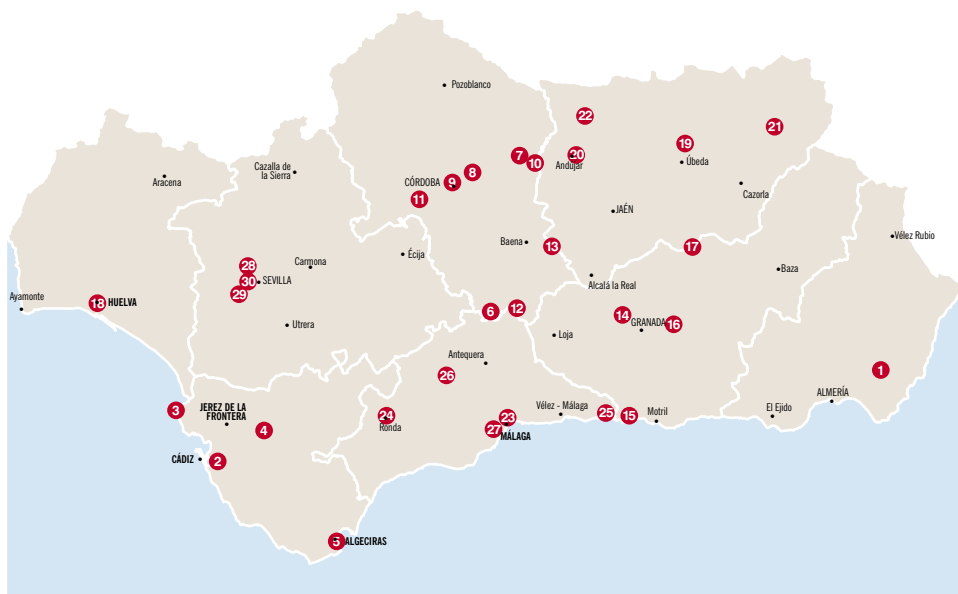 Pozoblanco
22
21
19
7
20
10
Andújar
Úbeda
8
Cazalla de
la Sierra
Aracena
CÓRDOBA
9
Cazorla
11
JAÉN
Vélez Rubio
Baena
13
17
Écija
Carmona
28
Baza
30
SEVILLA
Alcalá la Real
29
Ayamonte
18
HUELVA
6
12
14
GRANADA
16
Utrera
Loja
Antequera
26
1
ALMERÍA
3
JEREZ DE LA
FRONTERA
4
24
Ronda
23
27
MÁLAGA
Vélez - Málaga
25
15
Motril
El Ejido
CÁDIZ
2
5
ALGECIRAS